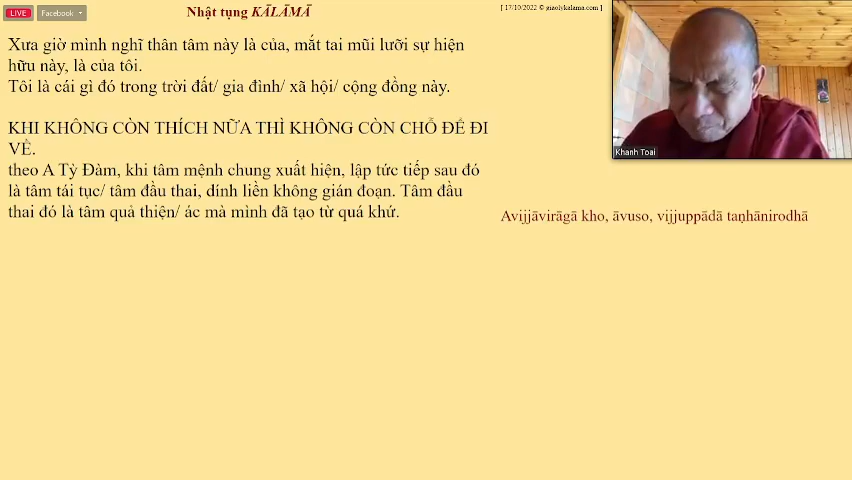 LIVE
Facebook
Nhật tụng KĀLĀMĀ
[ 17/10/2022 © giaolykalama.com ]
Xưa giờ mình nghĩ thân tâm này là của, mắt tai mũi lưỡi sự hiện
hữu này, là của tôi.
Tôi là cái gì đó trong trời đất/ gia đình/ xã hội/ cộng đồng này.
KHI KHÔNG CÒN THÍCH NỮA THÌ KHÔNG CÒN CHỖ ĐỂ ĐI
VỀ.
theo A Tỳ Đàm, khi tâm mệnh chung xuất hiện, lập tức tiếp sau đó
là tâm tái tục/ tâm đầu thai, dính liền không gián đoạn. Tâm đầu
thai đó là tâm quả thiện/ ác mà mình đã tạo từ quá khứ.
Avijjāvirāgā kho, āvuso, vijjuppādā taṇhānirodhā
Khanh Toai